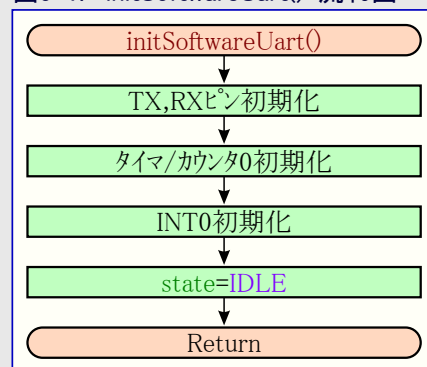 initSoftwareUart()
TX,RXピン初期化
タイマ/カウンタ0初期化
INT0初期化
state=IDLE
Return